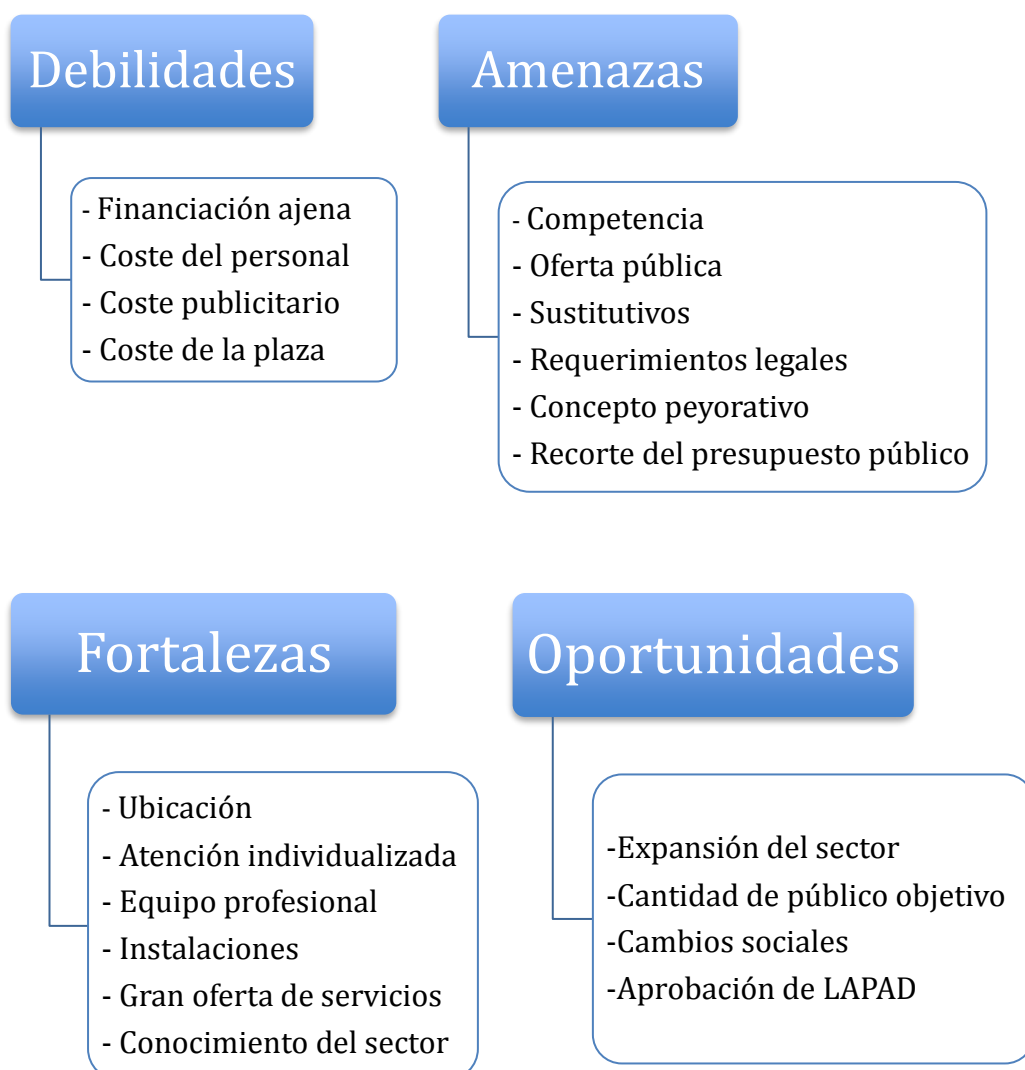 Debilidades
- Financiación ajena
- Coste del personal
- Coste publicitario
- Coste de la plaza
Amenazas
- Competencia
- Oferta pública
- Sustitutivos
- Requerimientos legales
- Concepto peyorativo
- Recorte del presupuesto público
Fortalezas
- Ubicación
- Atención individualizada
- Equipo profesional
- Instalaciones
- Gran oferta de servicios
- Conocimiento del sector
Oportunidades
-Expansión del sector
-Cantidad de público objetivo
-Cambios sociales
-Aprobación de LAPAD